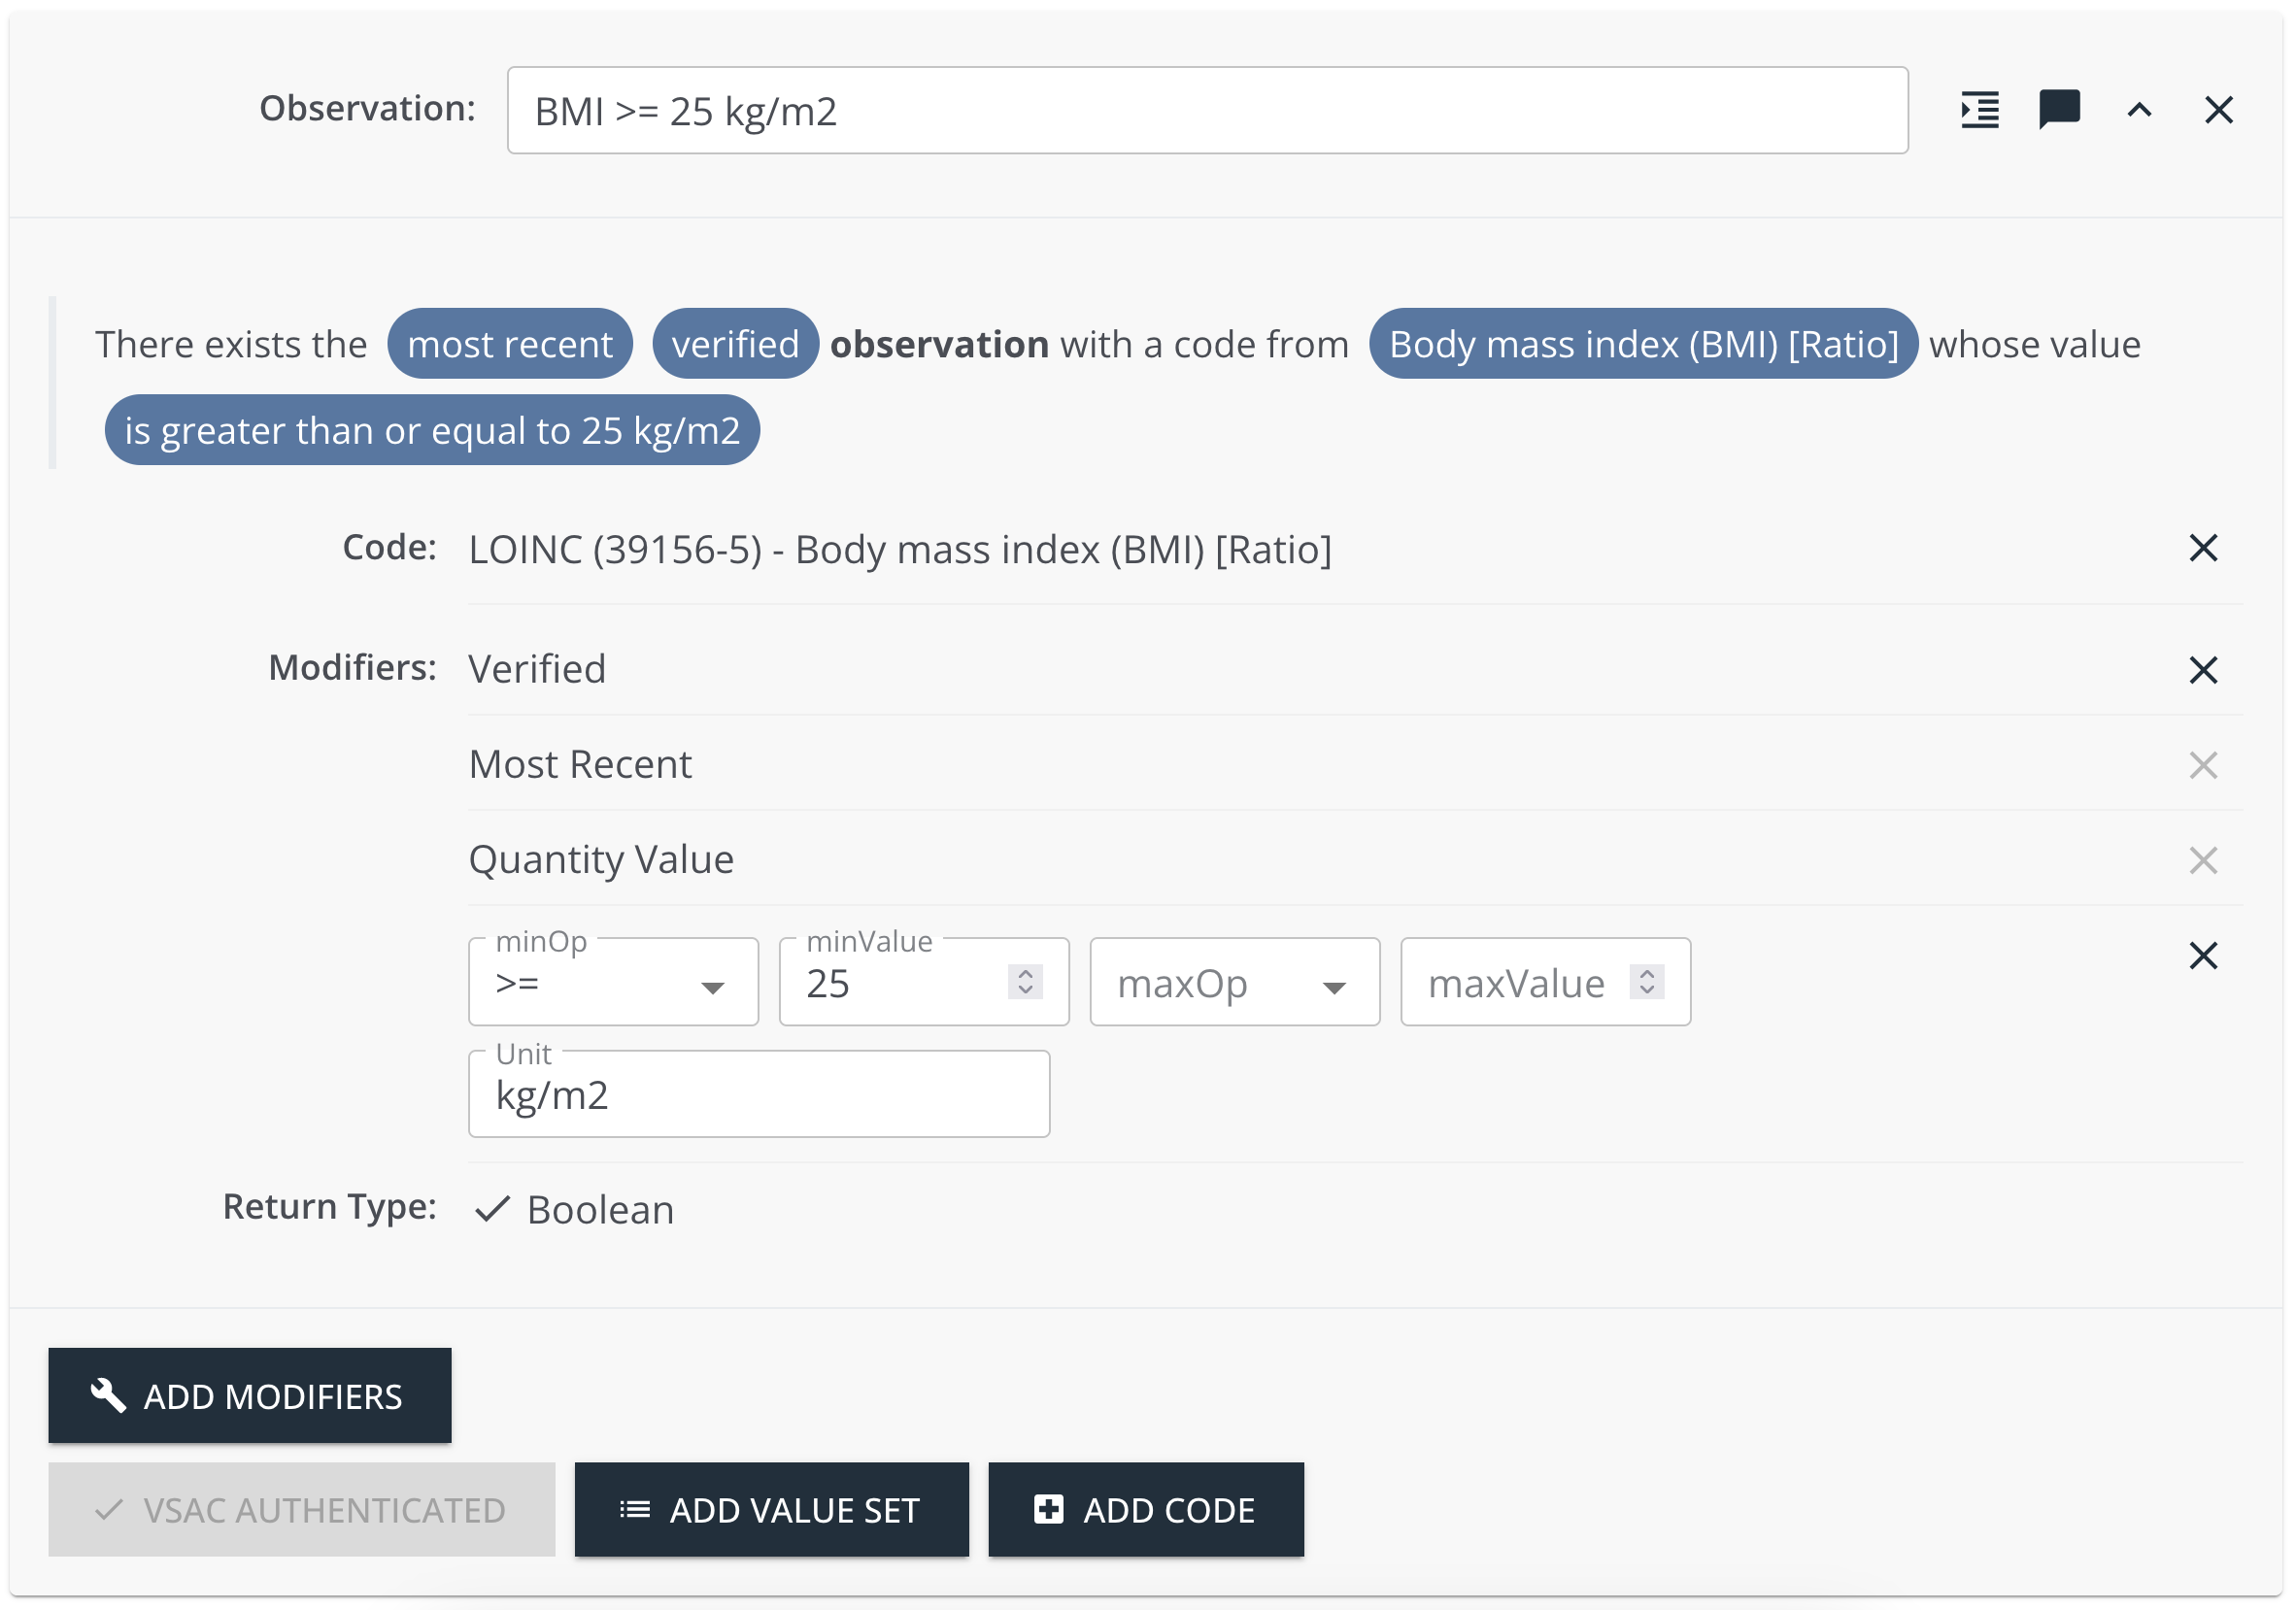 Observation: BMI >= 25 kg/m2
There exists the most recent verified observation with a code from Body mass index (BMI) [Ratio] whose value
is greater than or equal to 25 kg/m2
Code: LOINC (39156-5) - Body mass index (BMI) [Ratio]
Modifiers: Verified
Most Recent
Quantity Value
minOp minValue
>= 25 maxOp maxValue
Unit
kg/m2
Return Type: Boolean
ADD MODIFIERS
VSAC AUTHENTICATED ADD VALUE SET ADD CODE